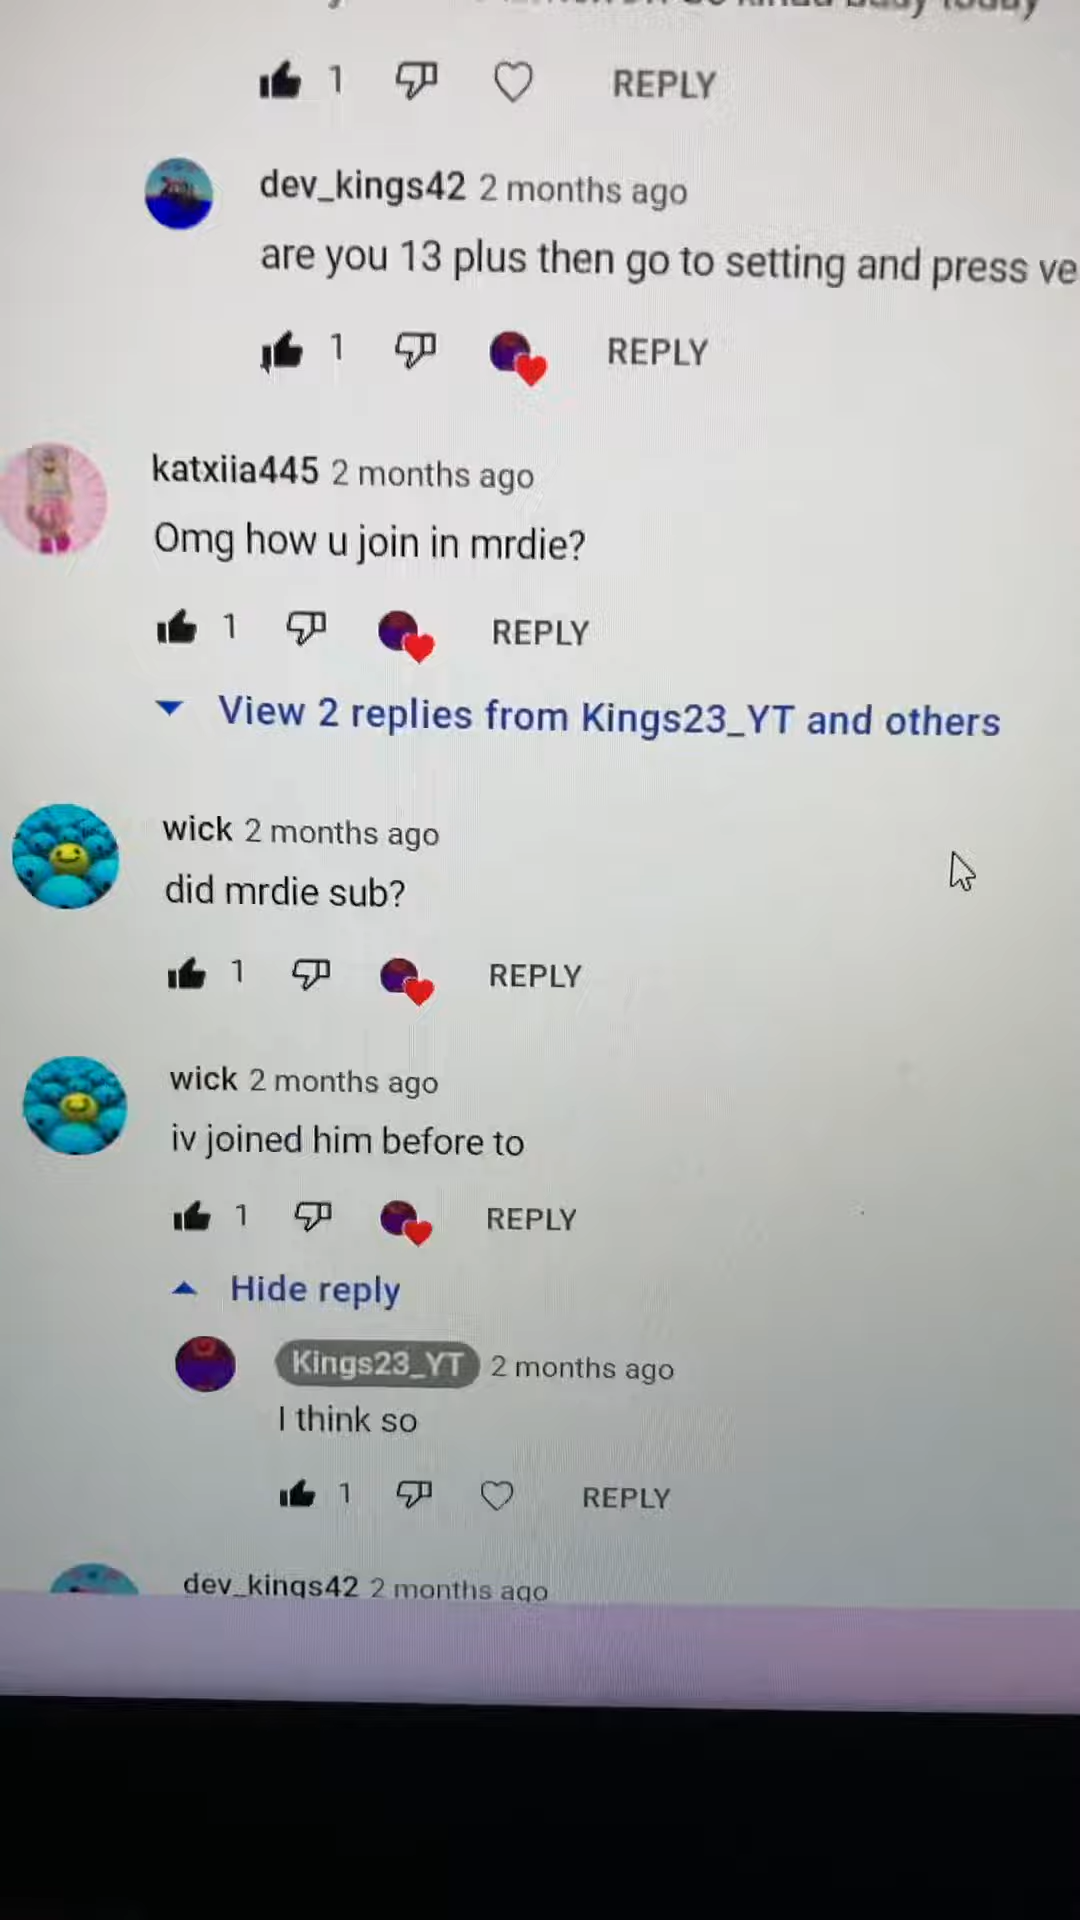 kinda busy today
1 REPLY
dev_kings42 2 months ago
are you 13 plus then go to setting and press ve
1 REPLY
katxiia445 2 months ago
Omg how u join in mrdie?
1 REPLY
View 2 replies from Kings23_YT and others
wick 2 months ago
did mrdie sub?
1 REPLY
wick 2 months ago
iv joined him before to
1 REPLY
Hide reply
Kings23_YT 2 months ago
I think so
1 REPLY
dev_kings42 2 months ago